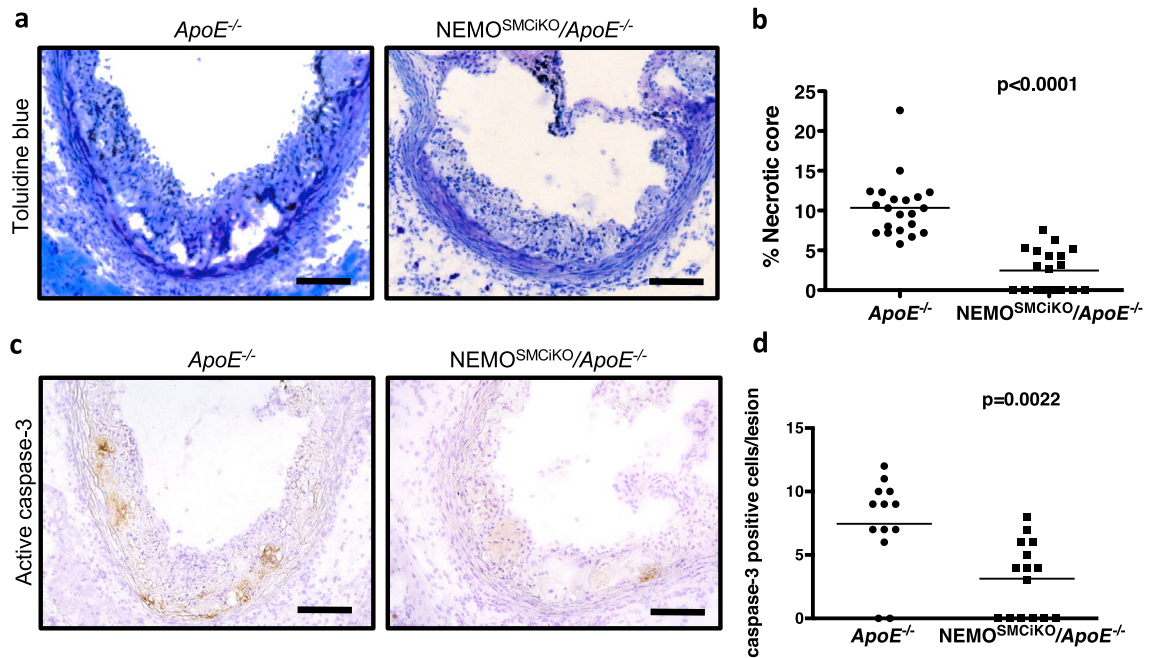 a
ApoE-/-
NEMOSMCiKO/ApoE-/-
Toluidine blue
b
p<0.0001
% Necrotic core
25
20
15
10
5
0
ApoE-/-
NEMOSMCiKO/ApoE-/-
c
ApoE-/-
NEMOSMCiKO/ApoE-/-
Active caspase-3
d
p=0.0022
caspase-3 positive cells/lesion
15
10
5
0
ApoE-/-
NEMOSMCiKO/ApoE-/-